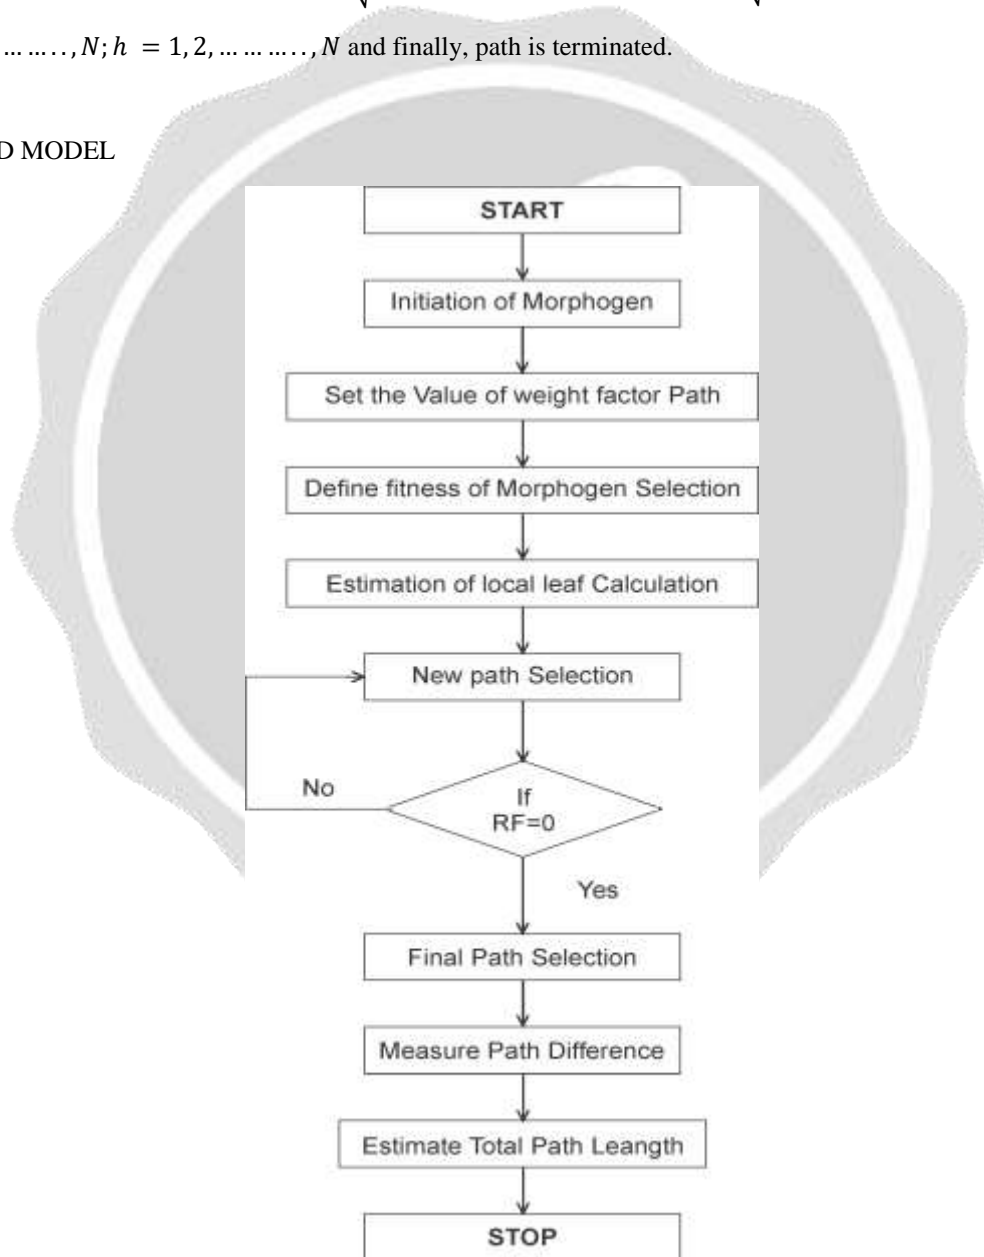 … … . . , N; h = 1, 2, … … … . . , N and finally, path is terminated.
D MODEL
START
Initiation of Morphogen
Set the Value of weight factor Path
Define fitness of Morphogen Selection
Estimation of local leaf Calculation
New path Selection
No
If
RF=0
Yes
Final Path Selection
Measure Path Difference
Estimate Total Path Leangth
STOP